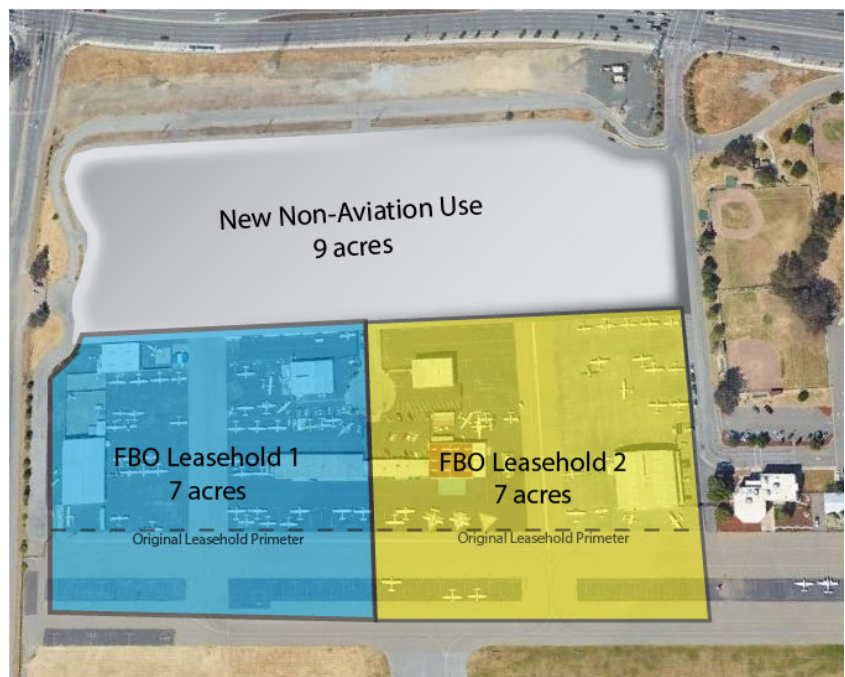 New Non-Aviation Use
9 acres
FBO Leasehold 1
7 acres
FBO Leasehold 2
7 acres
Original Leasehold Primeter
Original Leasehold Primeter